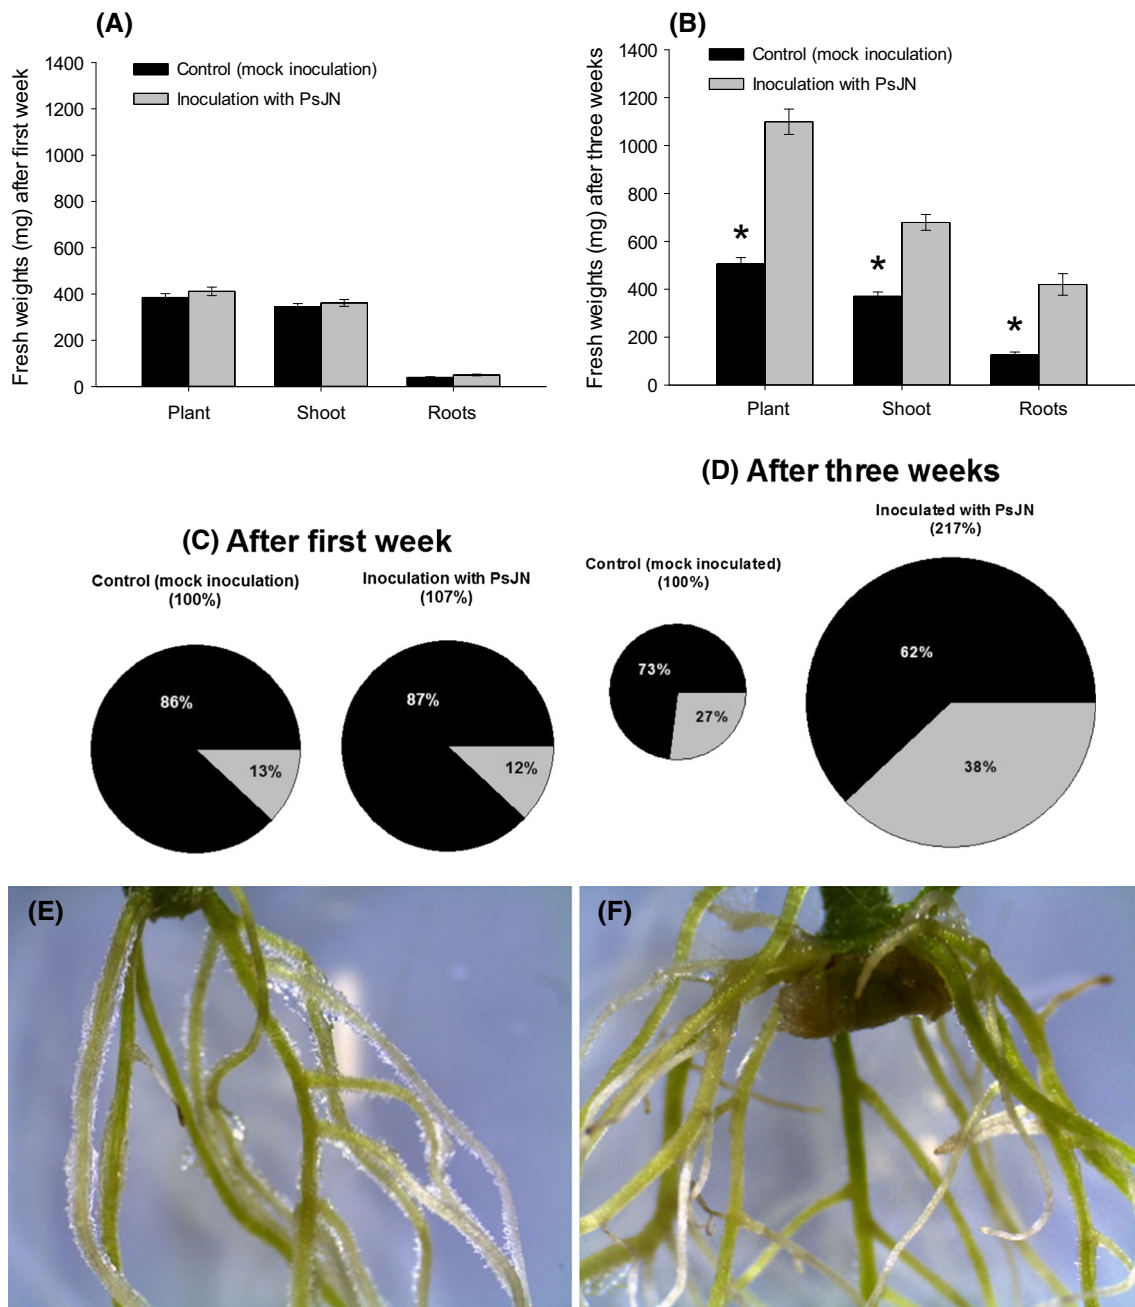 (A)
Fresh weights (mg) after first week
1400
1200
1000
800
600
400
200
0
Control (mock inoculation)
Inoculation with PsJN
Plant Shoot Roots
(B)
Fresh weights (mg) after three weeks
1400
1200
1000
800
600
400
200
0
Control (mock inoculation)
Inoculation with PsJN
*
*
*
Plant Shoot Roots
(C) After first week
Control (mock inoculation)
(100%)
86%
13%
Inoculation with PsJN
(107%)
87%
12%
(D) After three weeks
Control (mock inoculated)
(100%)
73%
27%
Inoculated with PsJN
(217%)
62%
38%
(E)
(F)